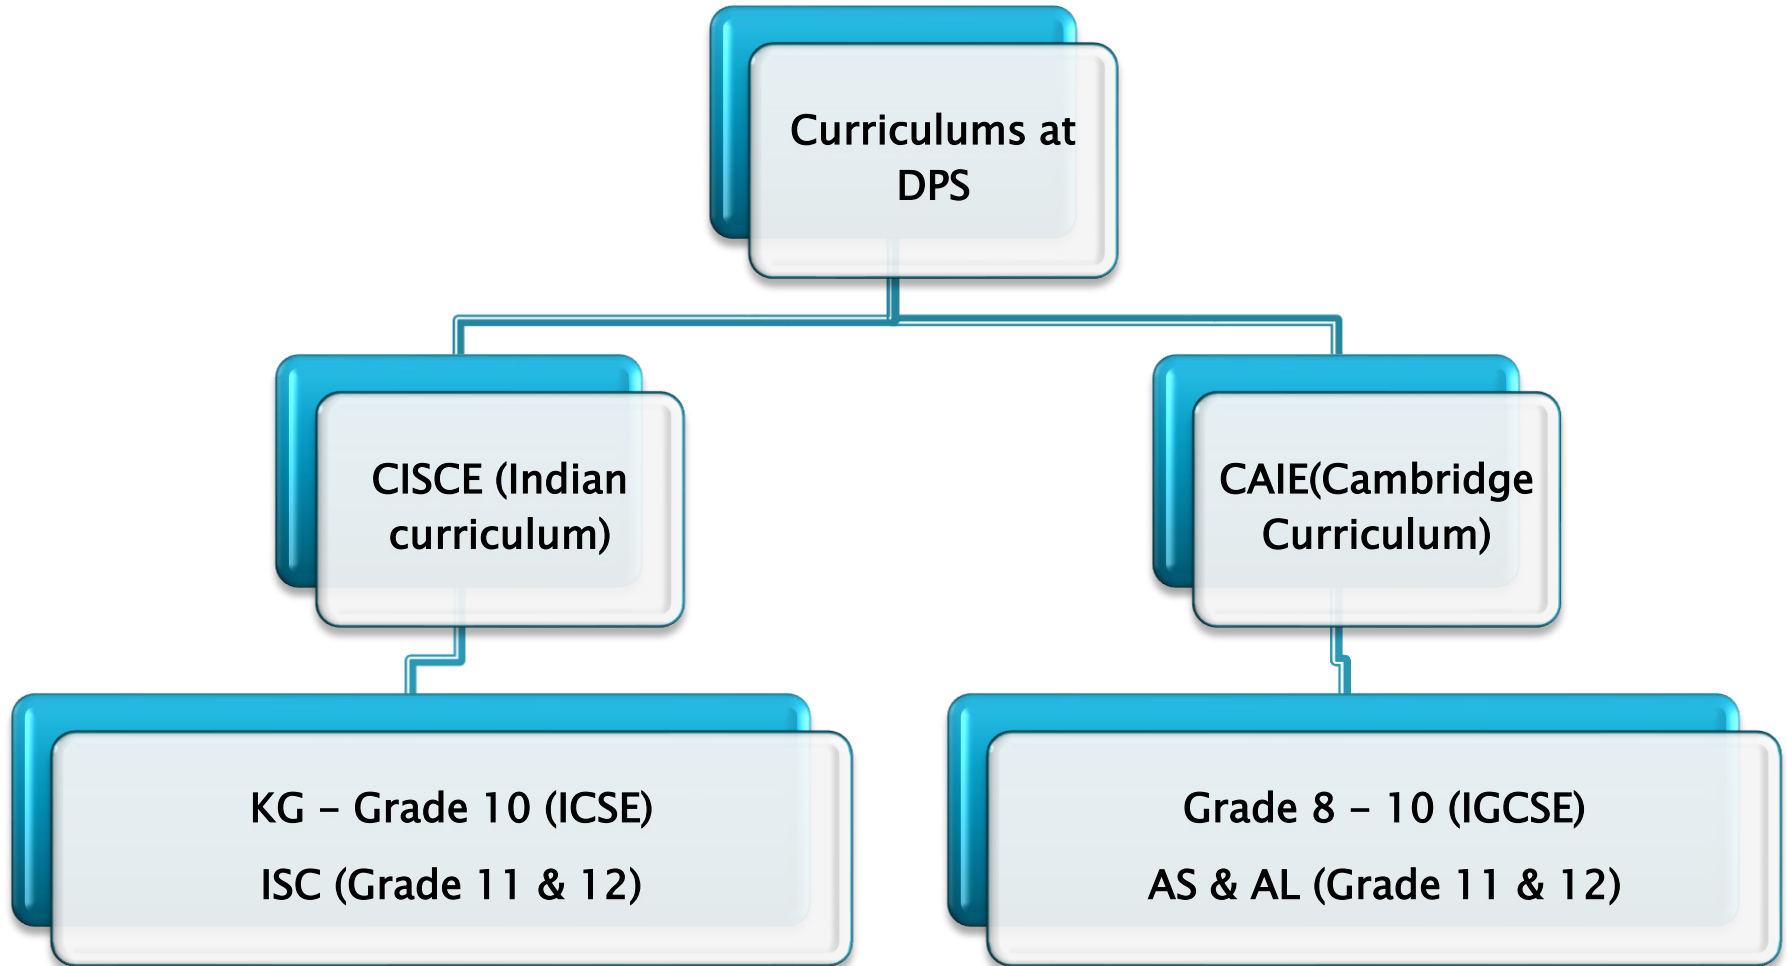 Curriculums at
DPS
CISCE (Indian
curriculum)
CAIE(Cambridge
Curriculum)
KG – Grade 10 (ICSE)
ISC (Grade 11 & 12)
Grade 8 – 10 (IGCSE)
AS & AL (Grade 11 & 12)